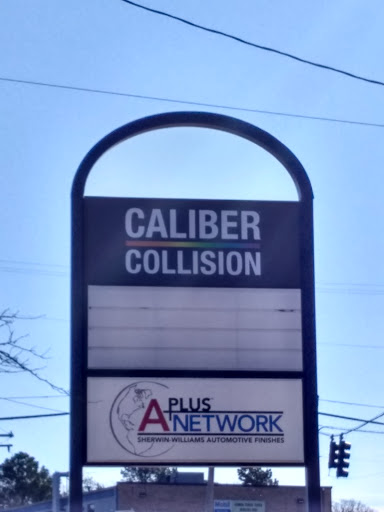 CALIBER
COLLISION
A PLUS
NETWORK
SHERWIN-WILLIAMS AUTOMOTIVE FINISHES